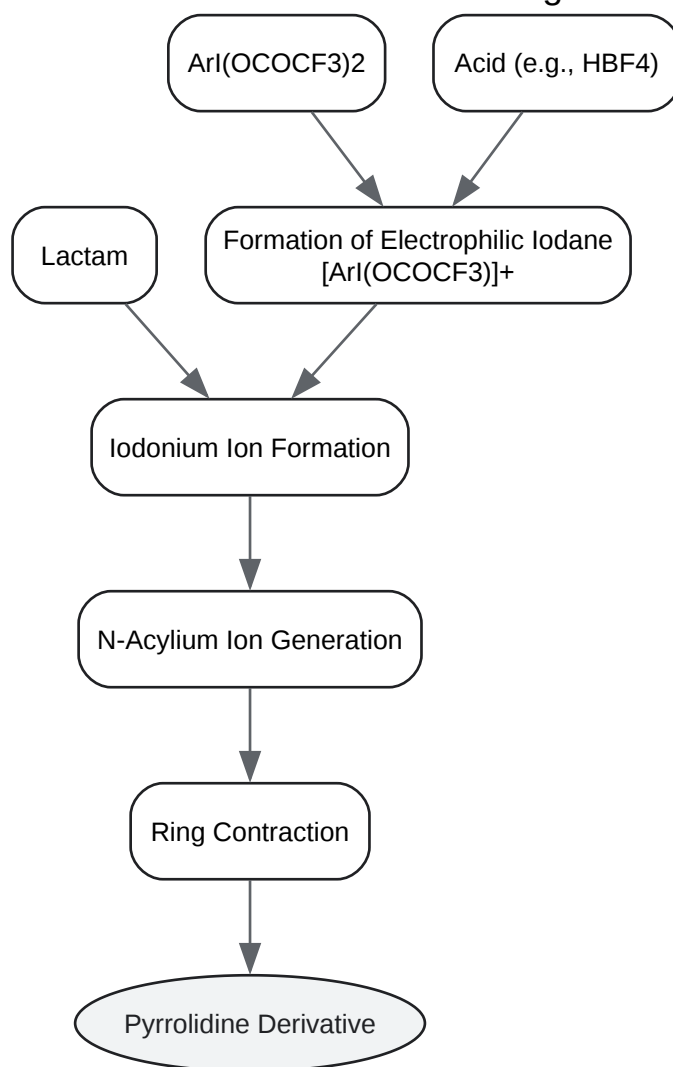 ArI(OCOCF3)2
Acid (e.g., HBF4)
Lactam
Formation of Electrophilic Iodane
[ArI(OCOCF3)]+
Iodonium Ion Formation
N-Acylium Ion Generation
Ring Contraction
Pyrrolidine Derivative